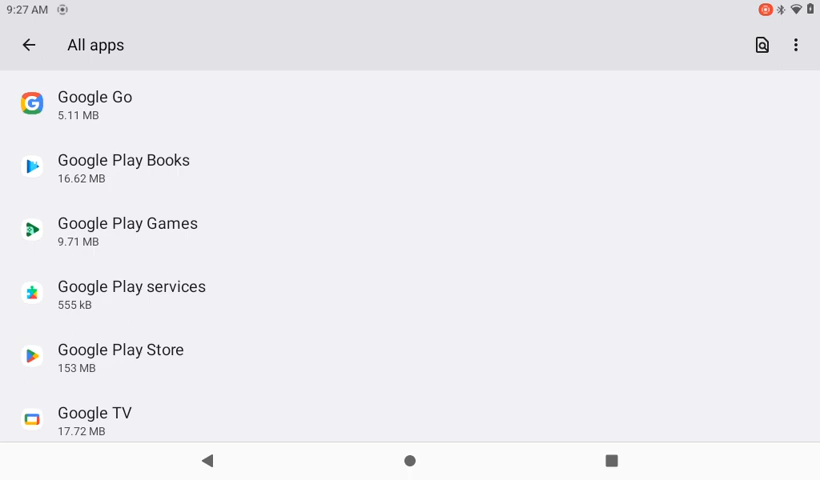 9:27 AM
All apps
Google Go
5.11 MB
Google Play Books
16.62 MB
Google Play Games
9.71 MB
Google Play services
555 kB
Google Play Store
153 MB
Google TV
17.72 MB